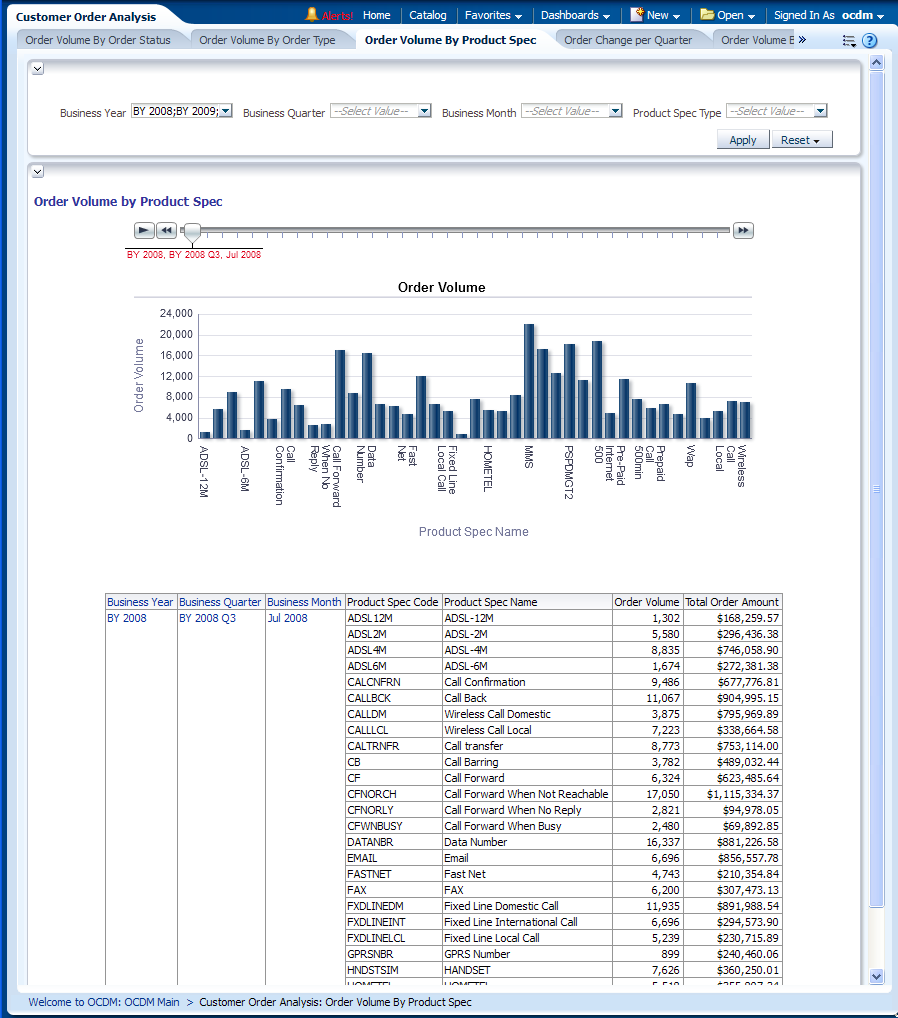 Customer Order Analysis
Alerts! Home Catalog Favorites Dashboards New Open Signed In As ocdm
Order Volume By Order Status Order Volume By Order Type Order Volume By Product Spec Order Change per Quarter Order Volume B »
Business Year BY 2008;BY 2009; Business Quarter --Select Value-- Business Month --Select Value-- Product Spec Type --Select Value--
Apply Reset
Order Volume by Product Spec
BY 2008, BY 2008 Q3, Jul 2008
Order Volume
24,000
20,000
16,000
12,000
8,000
4,000
0
Order Volume
ADSL-12M
ADSL-6M
Call Confirmation
Call Forward When No Reply
Data Number
Fast Net
Fixed Line Local Call
HOMETEL
MMS
PSPDMGT2
Pre-Paid Internet 500
Prepaid Call 500min
Wap
Wireless Call Local
Product Spec Name
Business Year Business Quarter Business Month Product Spec Code Product Spec Name Order Volume Total Order Amount
BY 2008 BY 2008 Q3 Jul 2008 ADSL12M ADSL-12M 1,302 $168,259.57
ADSL2M ADSL-2M 5,580 $296,436.38
ADSL4M ADSL-4M 8,835 $746,058.90
ADSL6M ADSL-6M 1,674 $272,381.38
CALCNFRN Call Confirmation 9,486 $677,776.81
CALLBCK Call Back 11,067 $904,995.15
CALLDM Wireless Call Domestic 3,875 $795,969.89
CALLLCL Wireless Call Local 7,223 $338,664.58
CALTRNFR Call transfer 8,773 $753,114.00
CB Call Barring 3,782 $489,032.44
CF Call Forward 6,324 $623,485.64
CFNORCH Call Forward When Not Reachable 17,050 $1,115,334.37
CFNORLY Call Forward When No Reply 2,821 $94,978.05
CFWNBUSY Call Forward When Busy 2,480 $69,892.85
DATANBR Data Number 16,337 $881,226.58
EMAIL Email 6,696 $856,557.78
FASTNET Fast Net 4,743 $210,354.84
FAX FAX 6,200 $307,473.13
FXDLINEDM Fixed Line Domestic Call 11,935 $891,988.54
FXDLINEINT Fixed Line International Call 6,696 $294,573.90
FXDLINELCL Fixed Line Local Call 5,239 $230,715.89
GPRSNBR GPRS Number 899 $240,460.06
HNDSTSIM HANDSET 7,626 $360,250.01
HOMETEL HOMETEL
Welcome to OCDM: OCDM Main > Customer Order Analysis: Order Volume By Product Spec